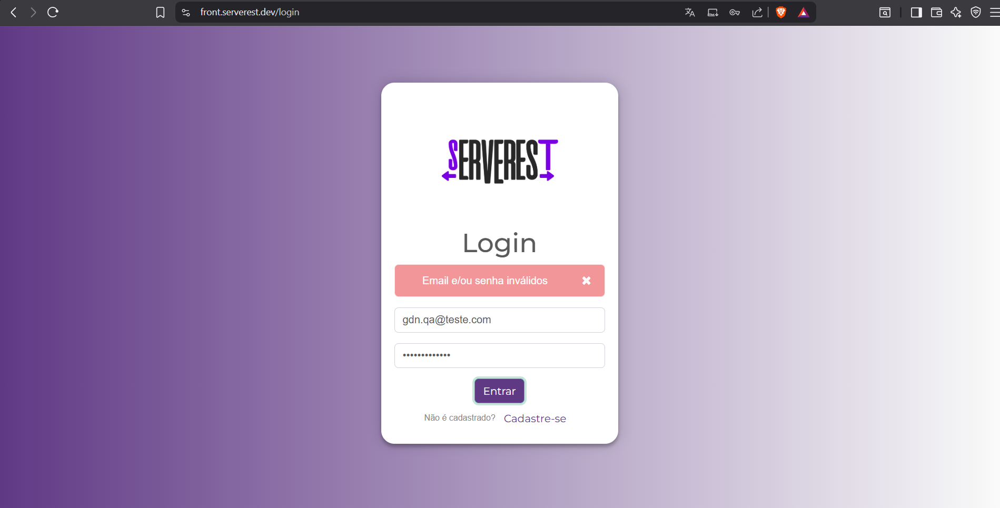 front.serverest.dev/login
SERVEREST
Login
Email e/ou senha inválidos
gdn.qa@teste.com
•••••••••••••
Entrar
Não é cadastrado? Cadastre-se